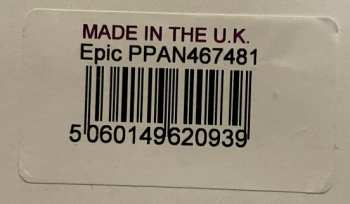 MADE IN THE U.K.
Epic PPAN467481
5 060149 620939